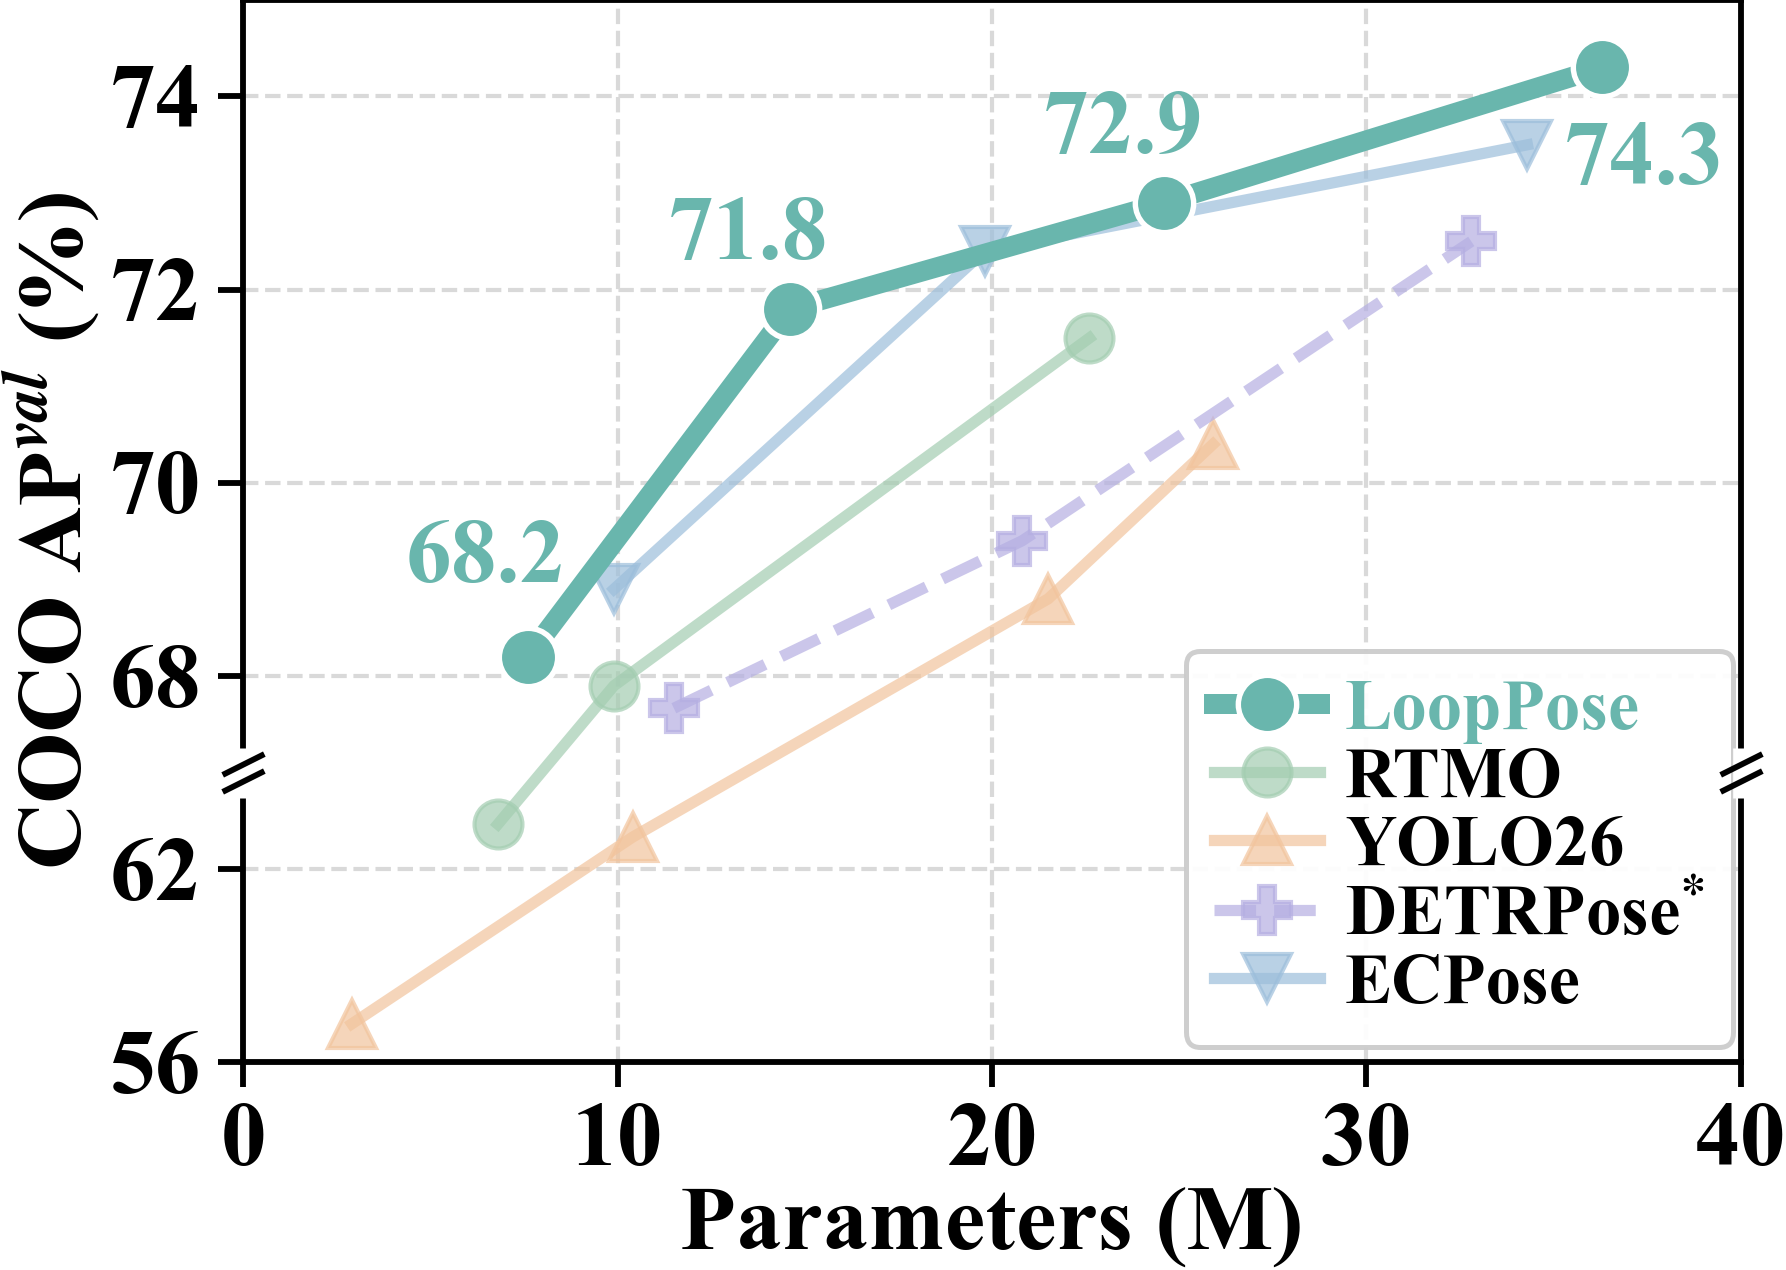 COCO AP^val (%)
74
72
70
68
62
56
0 10 20 30 40
Parameters (M)
68.2
71.8
72.9
74.3
LoopPose
RTMO
YOLO26
DETRPose*
ECPose